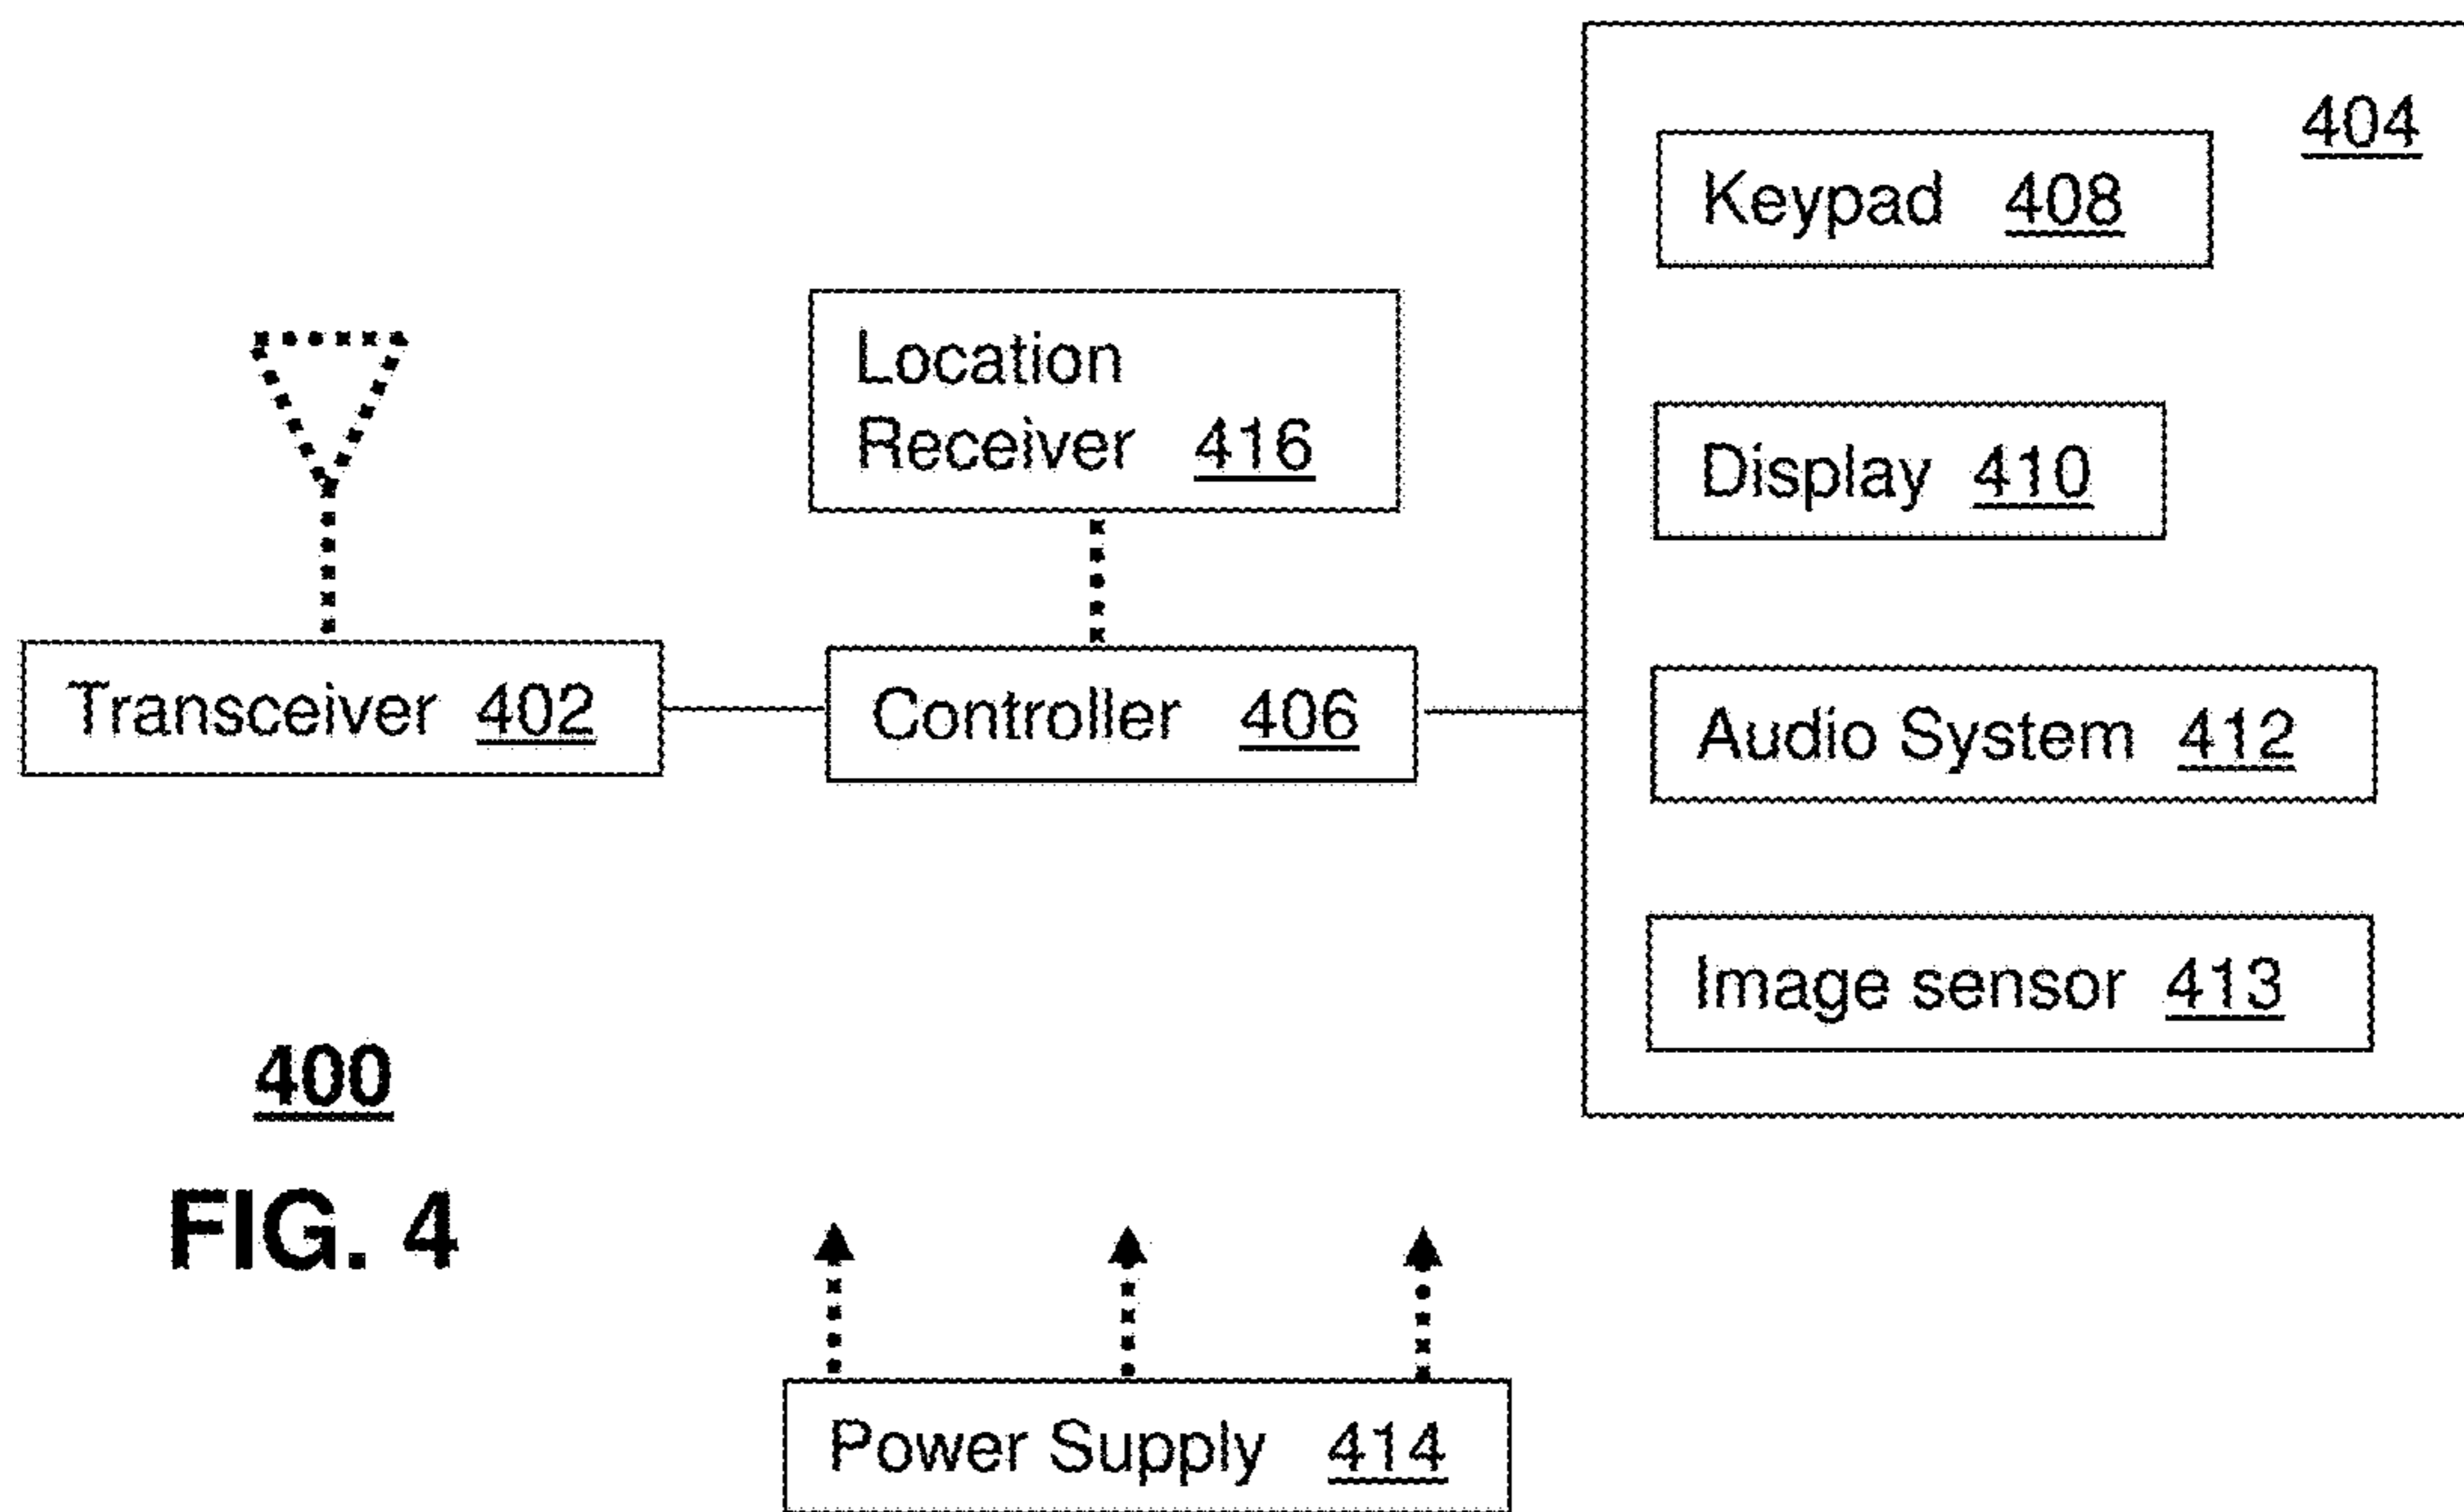 404
Keypad 408
Location
Receiver 416
Display 410
Transceiver 402
Controller 406
Audio System 412
Image sensor 413
400
FIG. 4
Power Supply 414